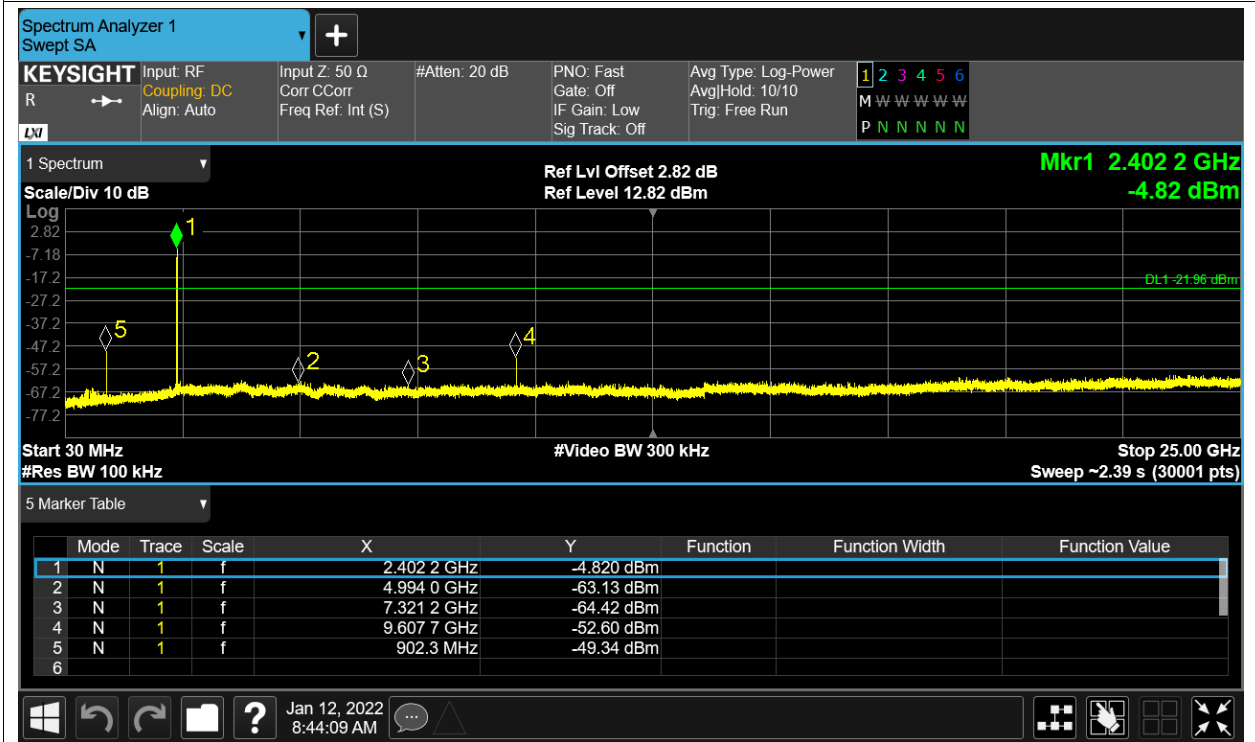 Spectrum Analyzer 1
Swept SA
+
KEYSIGHT
R
LXI
Input: RF
Coupling: DC
Align: Auto
Input Z: 50 Ω
Corr CCorr
Freq Ref: Int (S)
#Atten: 20 dB
PNO: Fast
Gate: Off
IF Gain: Low
Sig Track: Off
Avg Type: Log-Power
Avg|Hold: 10/10
Trig: Free Run
1 2 3 4 5 6
M W W W W W
P N N N N N
1 Spectrum
Scale/Div 10 dB
Ref Lvl Offset 2.82 dB
Ref Level 12.82 dBm
Mkr1 2.402 2 GHz
-4.82 dBm
Log
2.82
-7.18
-17.2
-27.2
-37.2
-47.2
-57.2
-67.2
-77.2
1
DL1 -21.96 dBm
5
4
2
3
Start 30 MHz
#Res BW 100 kHz
#Video BW 300 kHz
Stop 25.00 GHz
Sweep ~2.39 s (30001 pts)
5 Marker Table
Mode Trace Scale X Y Function Function Width Function Value
1 N 1 f 2.402 2 GHz -4.820 dBm
2 N 1 f 4.994 0 GHz -63.13 dBm
3 N 1 f 7.321 2 GHz -64.42 dBm
4 N 1 f 9.607 7 GHz -52.60 dBm
5 N 1 f 902.3 MHz -49.34 dBm
6
?
Jan 12, 2022
8:44:09 AM